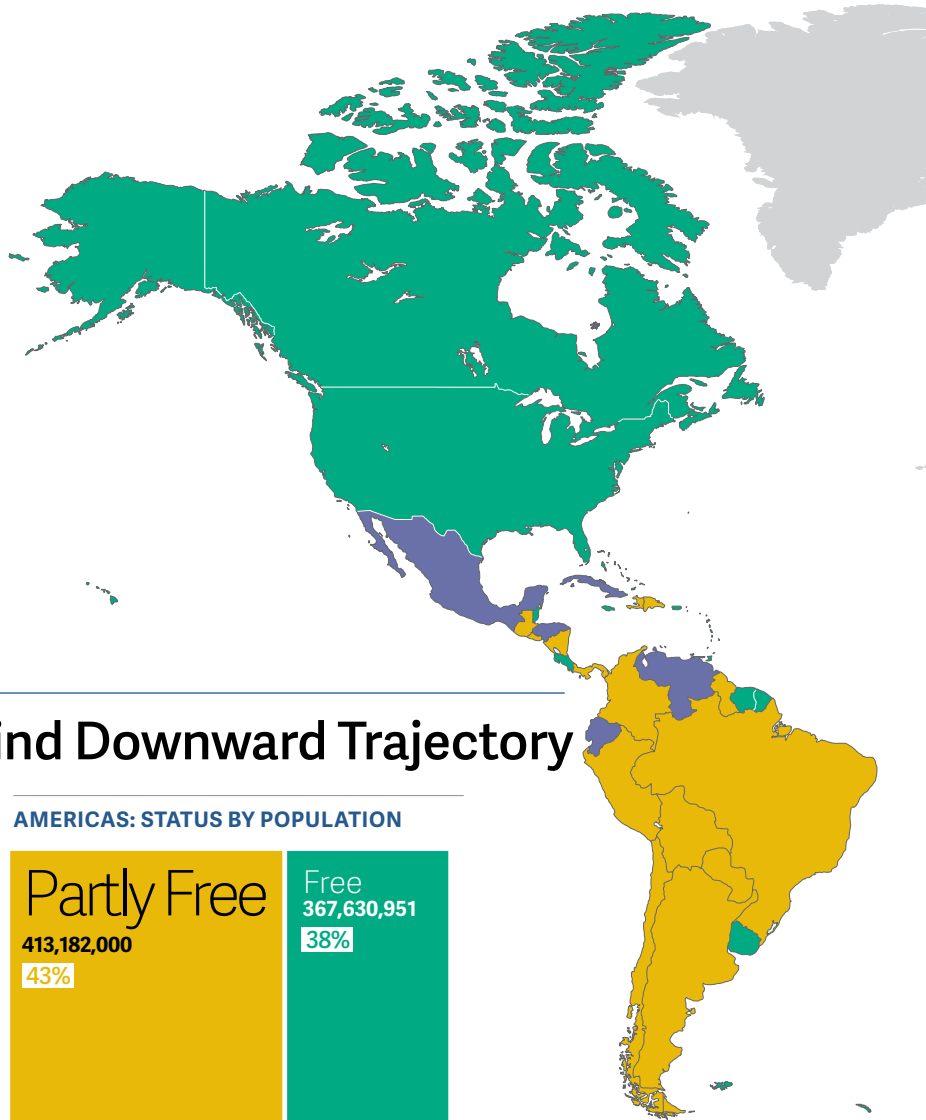 ind Downward Trajectory
AMERICAS: STATUS BY POPULATION
Partly Free
413,182,000
43%
Free
367,630,951
38%